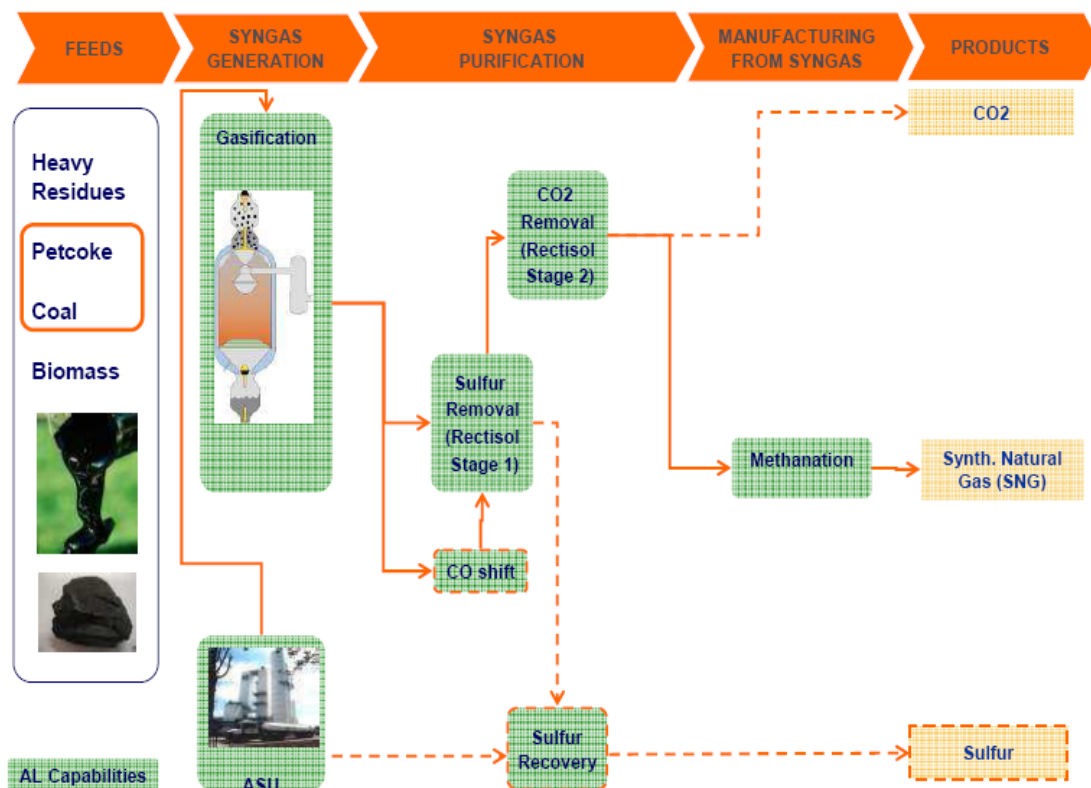 FEEDS
SYNGAS
GENERATION
SYNGAS
PURIFICATION
MANUFACTURING
FROM SYNGAS
PRODUCTS
Heavy
Residues
Petcoke
Coal
Biomass
Gasification
CO2
Removal
(Rectisol
Stage 2)
Sulfur
Removal
(Rectisol
Stage 1)
CO shift
Methanation
CO2
Synth. Natural
Gas (SNG)
ASU
Sulfur
Recovery
Sulfur
AL Capabilities